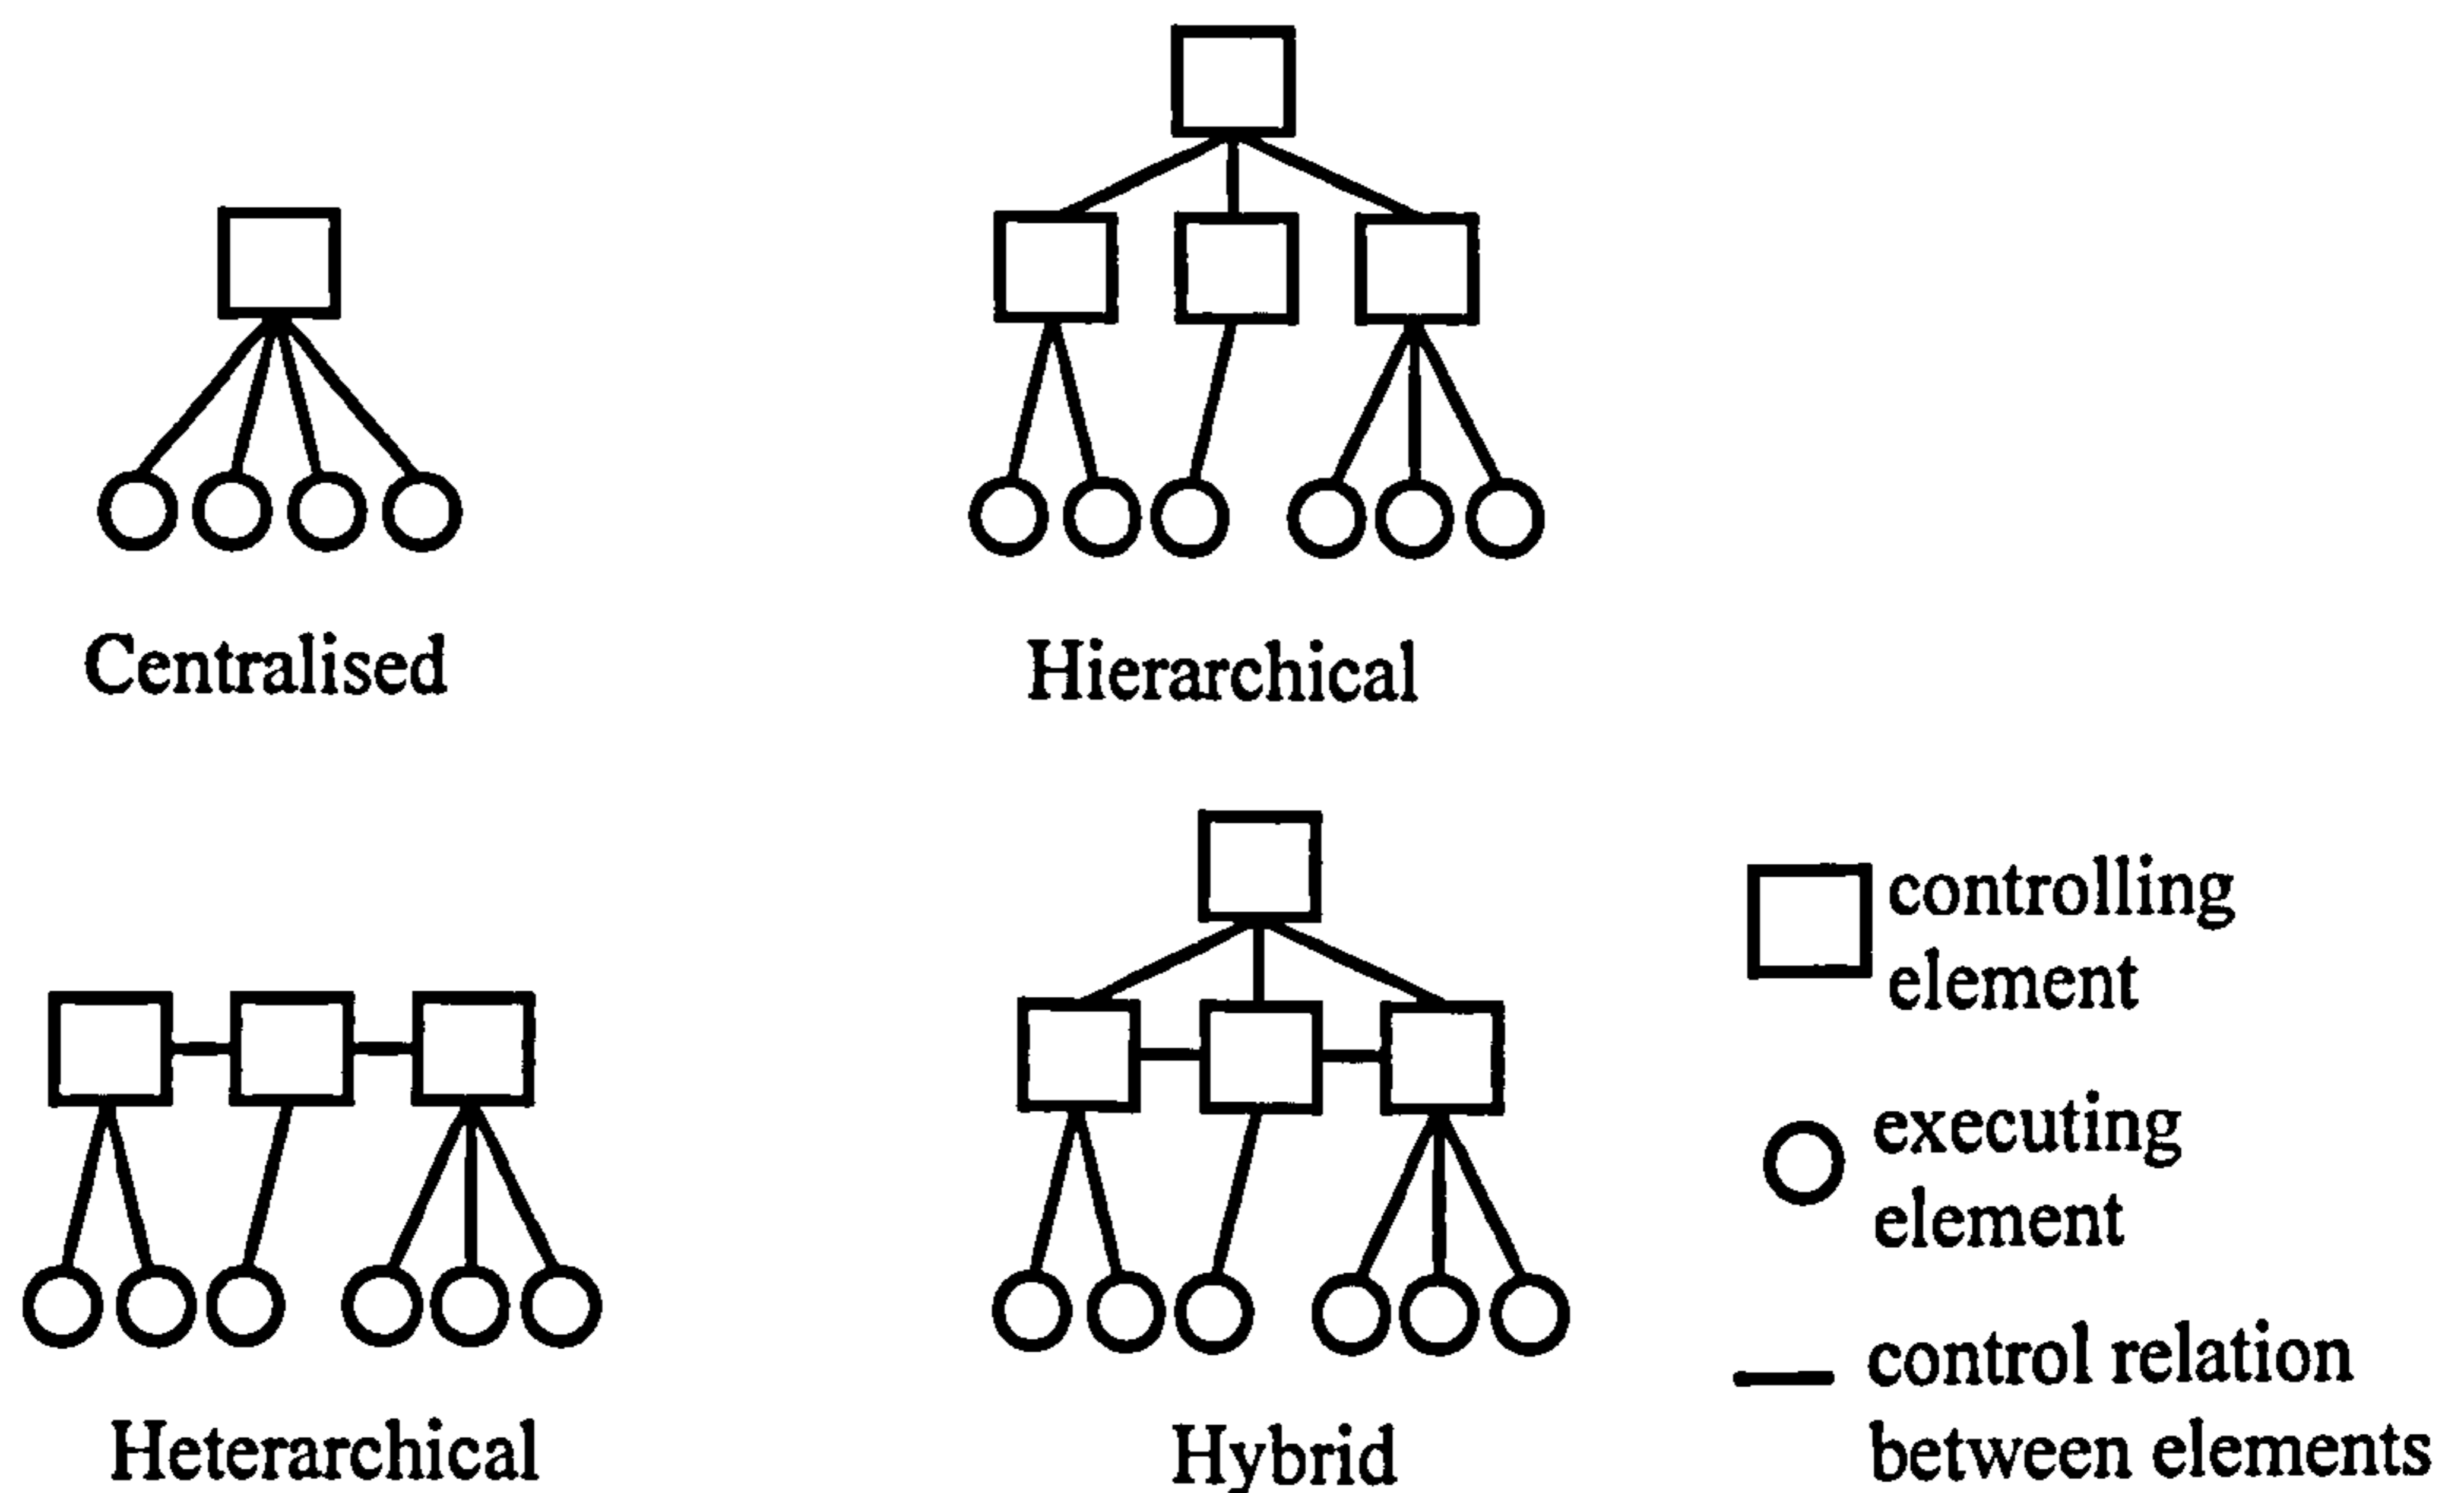 Centralised
Hierarchical
Heterarchical
Hybrid
controlling
element
executing
element
control relation
between elements